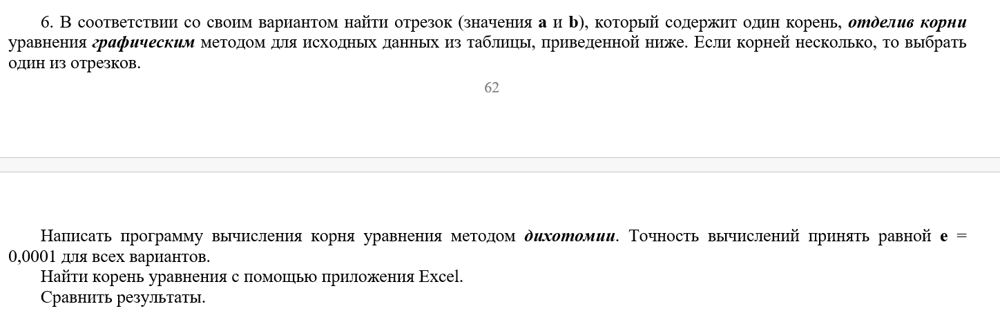 6. В соответствии со своим вариантом найти отрезок (значения a и b), который содержит один корень, отделив корни
уравнения графическим методом для исходных данных из таблицы, приведенной ниже. Если корней несколько, то выбрать
один из отрезков.
62
Написать программу вычисления корня уравнения методом дихотомии. Точность вычислений принять равной e =
0,0001 для всех вариантов.
Найти корень уравнения с помощью приложения Excel.
Сравнить результаты.